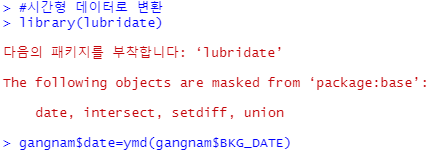 > #시간형 데이터로 변환
> library(lubridate)
다음의 패키지를 부착합니다: ‘lubridate’
The following objects are masked from ‘package:base’:
date, intersect, setdiff, union
> gangnam$date=ymd(gangnam$BKG_DATE)